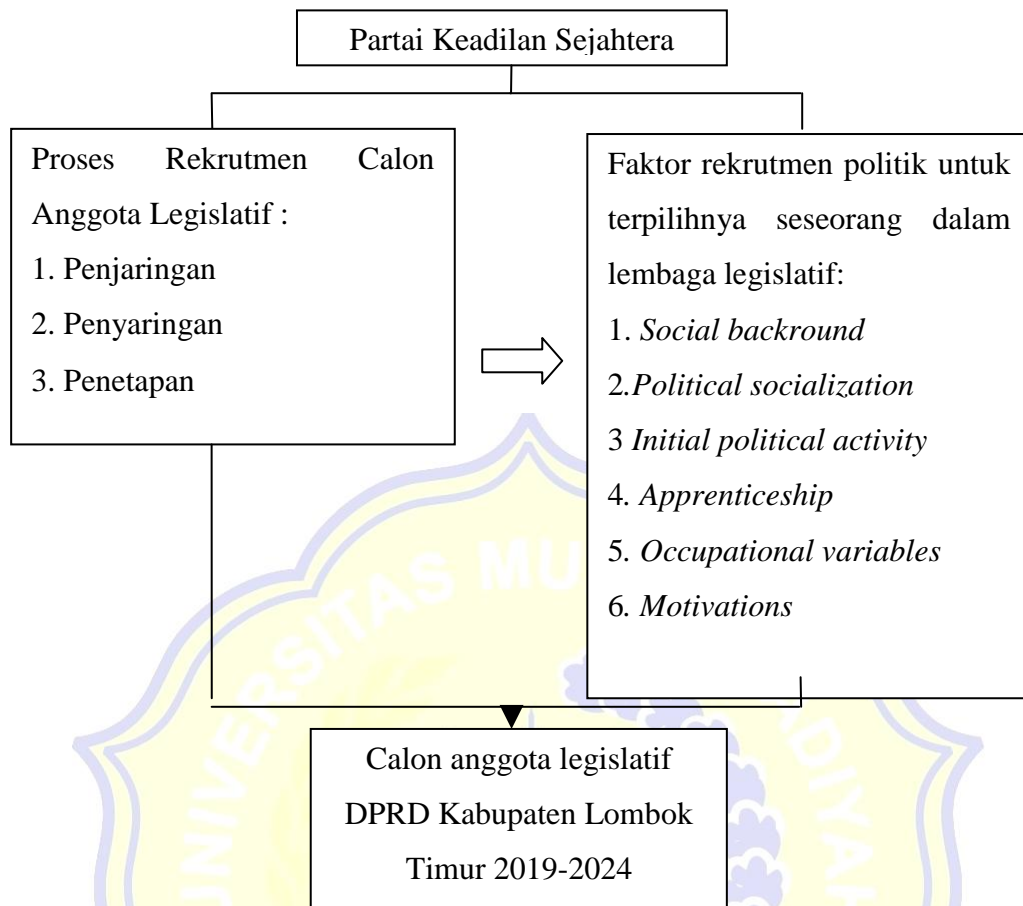 Partai Keadilan Sejahtera
Proses Rekrutmen Calon
Anggota Legislatif :
1. Penjaringan
2. Penyaringan
3. Penetapan
Faktor rekrutmen politik untuk
terpilihnya seseorang dalam
lembaga legislatif:
1. Social backround
2.Political socialization
3 Initial political activity
4. Apprenticeship
5. Occupational variables
6. Motivations
Calon anggota legislatif
DPRD Kabupaten Lombok
Timur 2019-2024